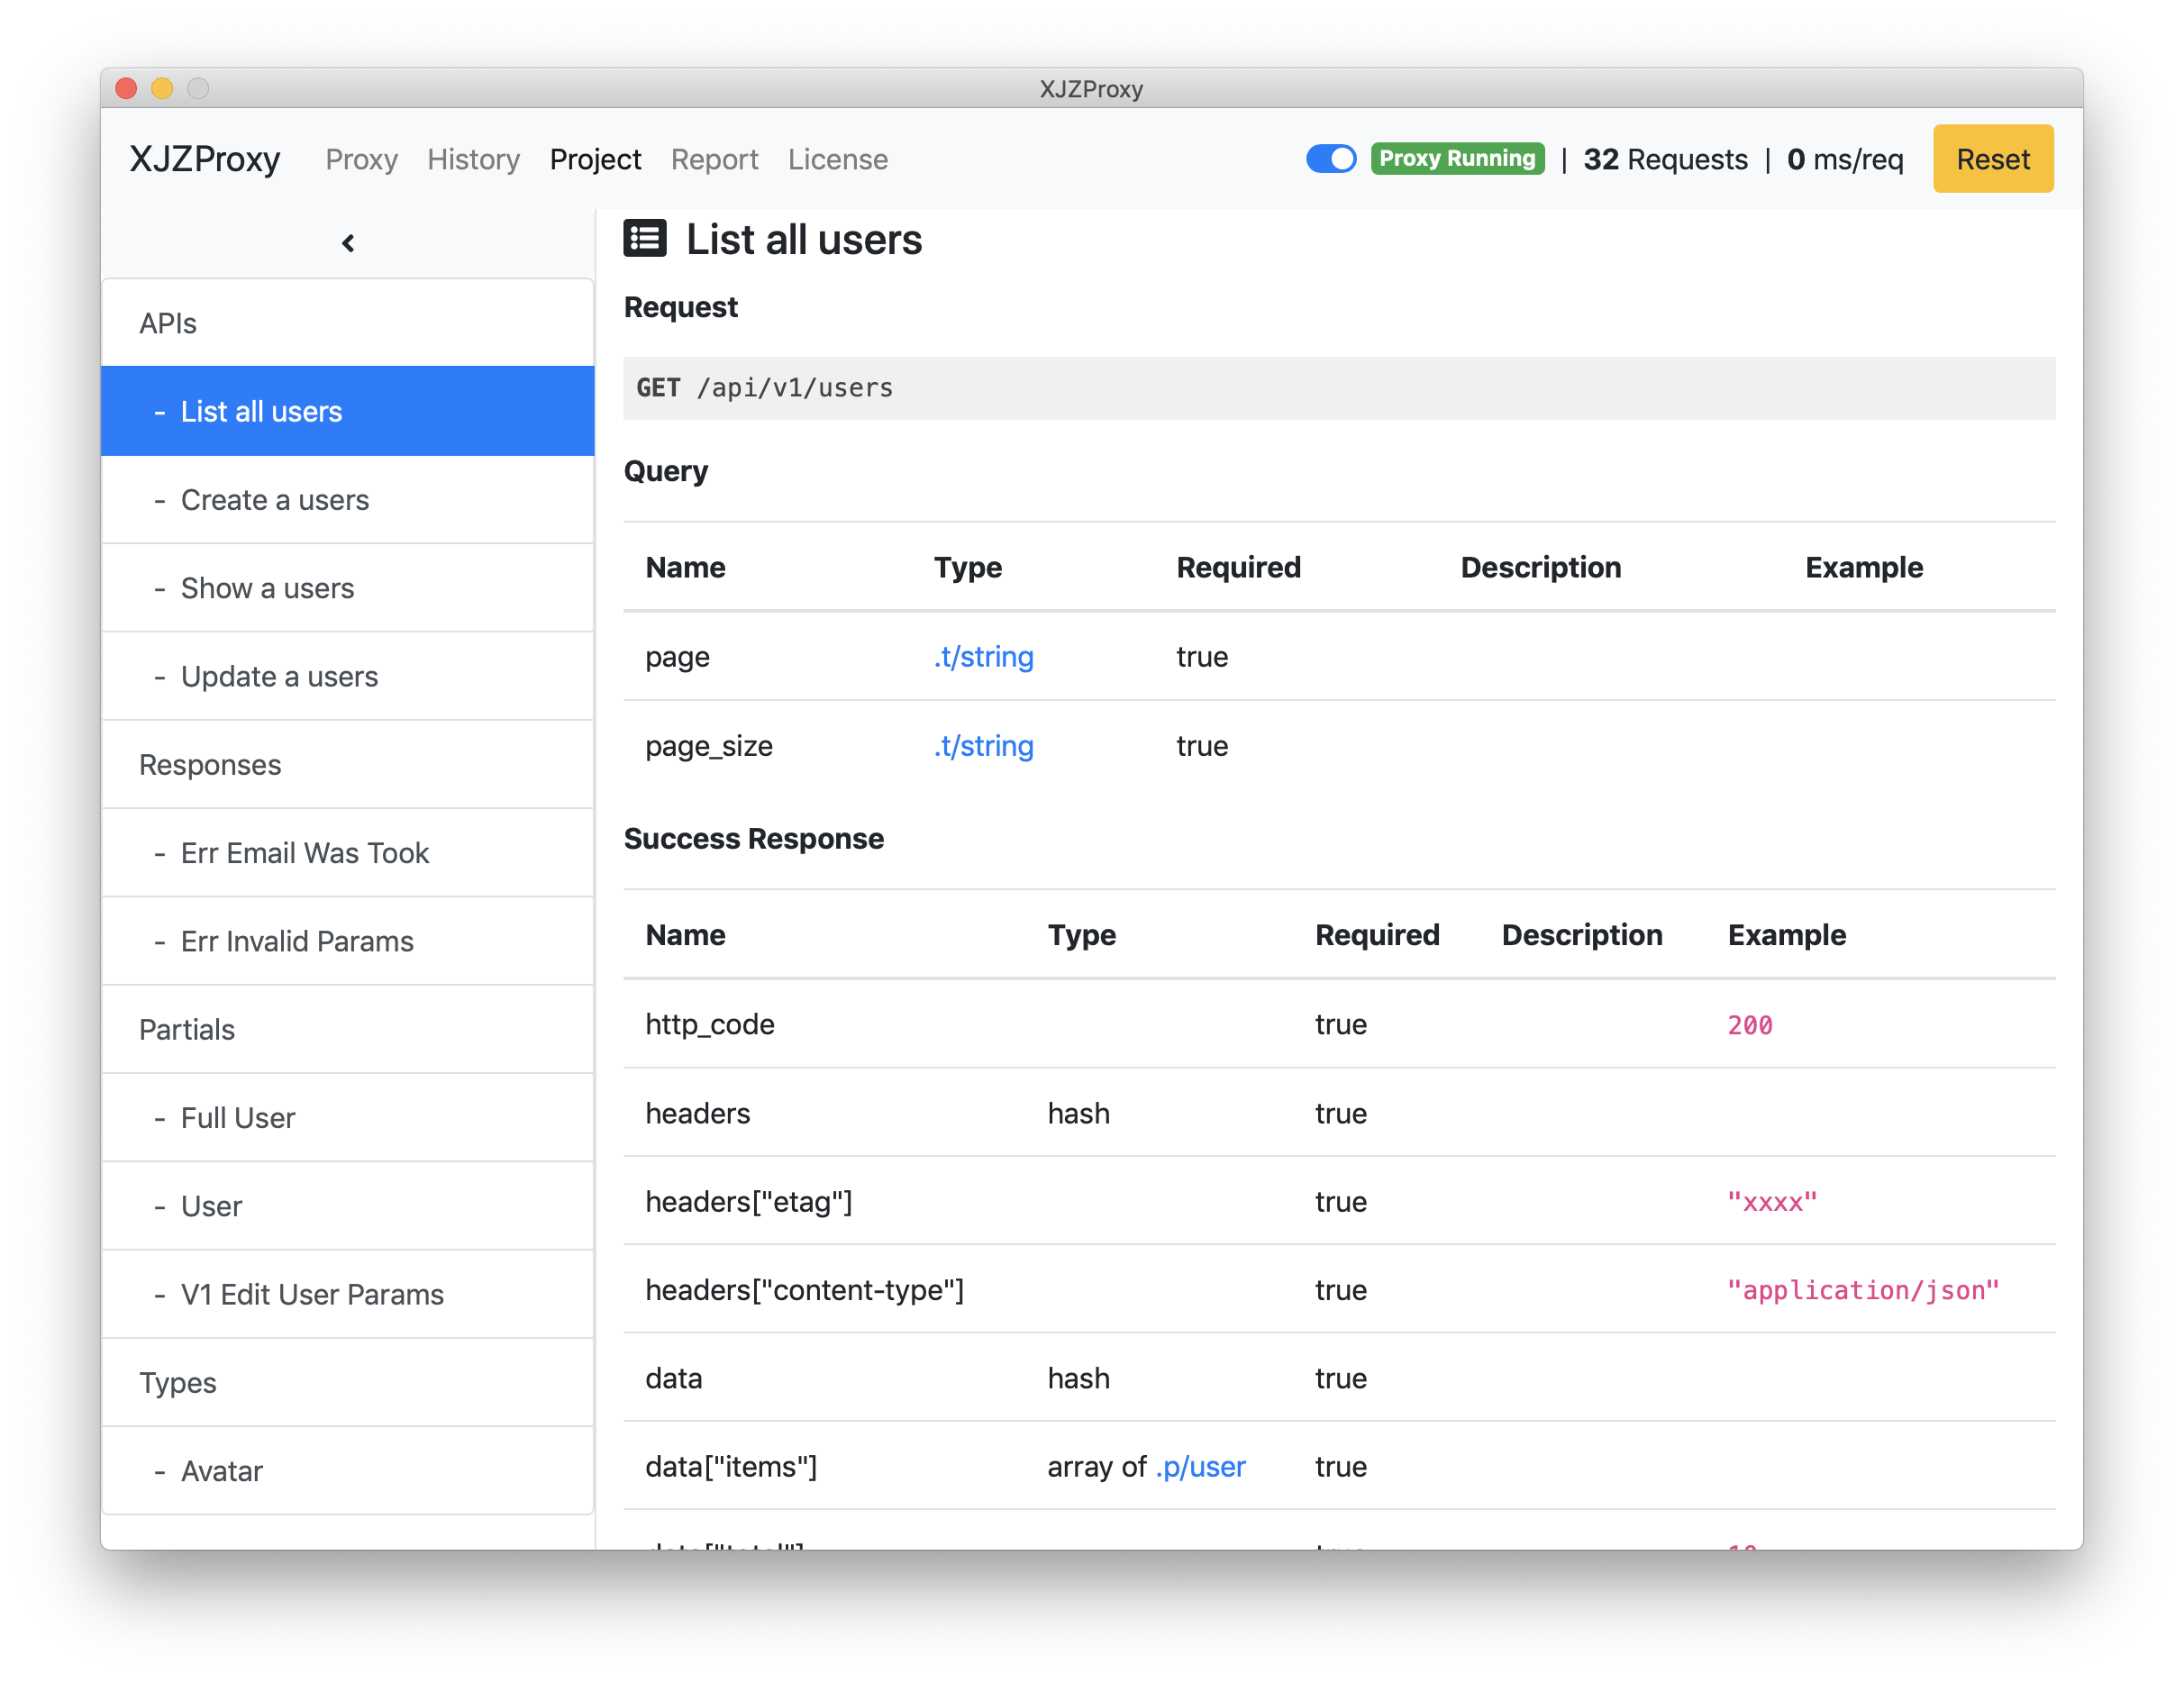 XJZProxy
XJZProxy Proxy History Project Report License Proxy Running | 32 Requests | 0 ms/req Reset
APIs
- List all users
- Create a users
- Show a users
- Update a users
Responses
- Err Email Was Took
- Err Invalid Params
Partials
- Full User
- User
- V1 Edit User Params
Types
- Avatar
List all users
Request
GET /api/v1/users
Query
Name Type Required Description Example
page .t/string true
page_size .t/string true
Success Response
Name Type Required Description Example
http_code true 200
headers hash true
headers["etag"] true "xxxx"
headers["content-type"] true "application/json"
data hash true
data["items"] array of .p/user true